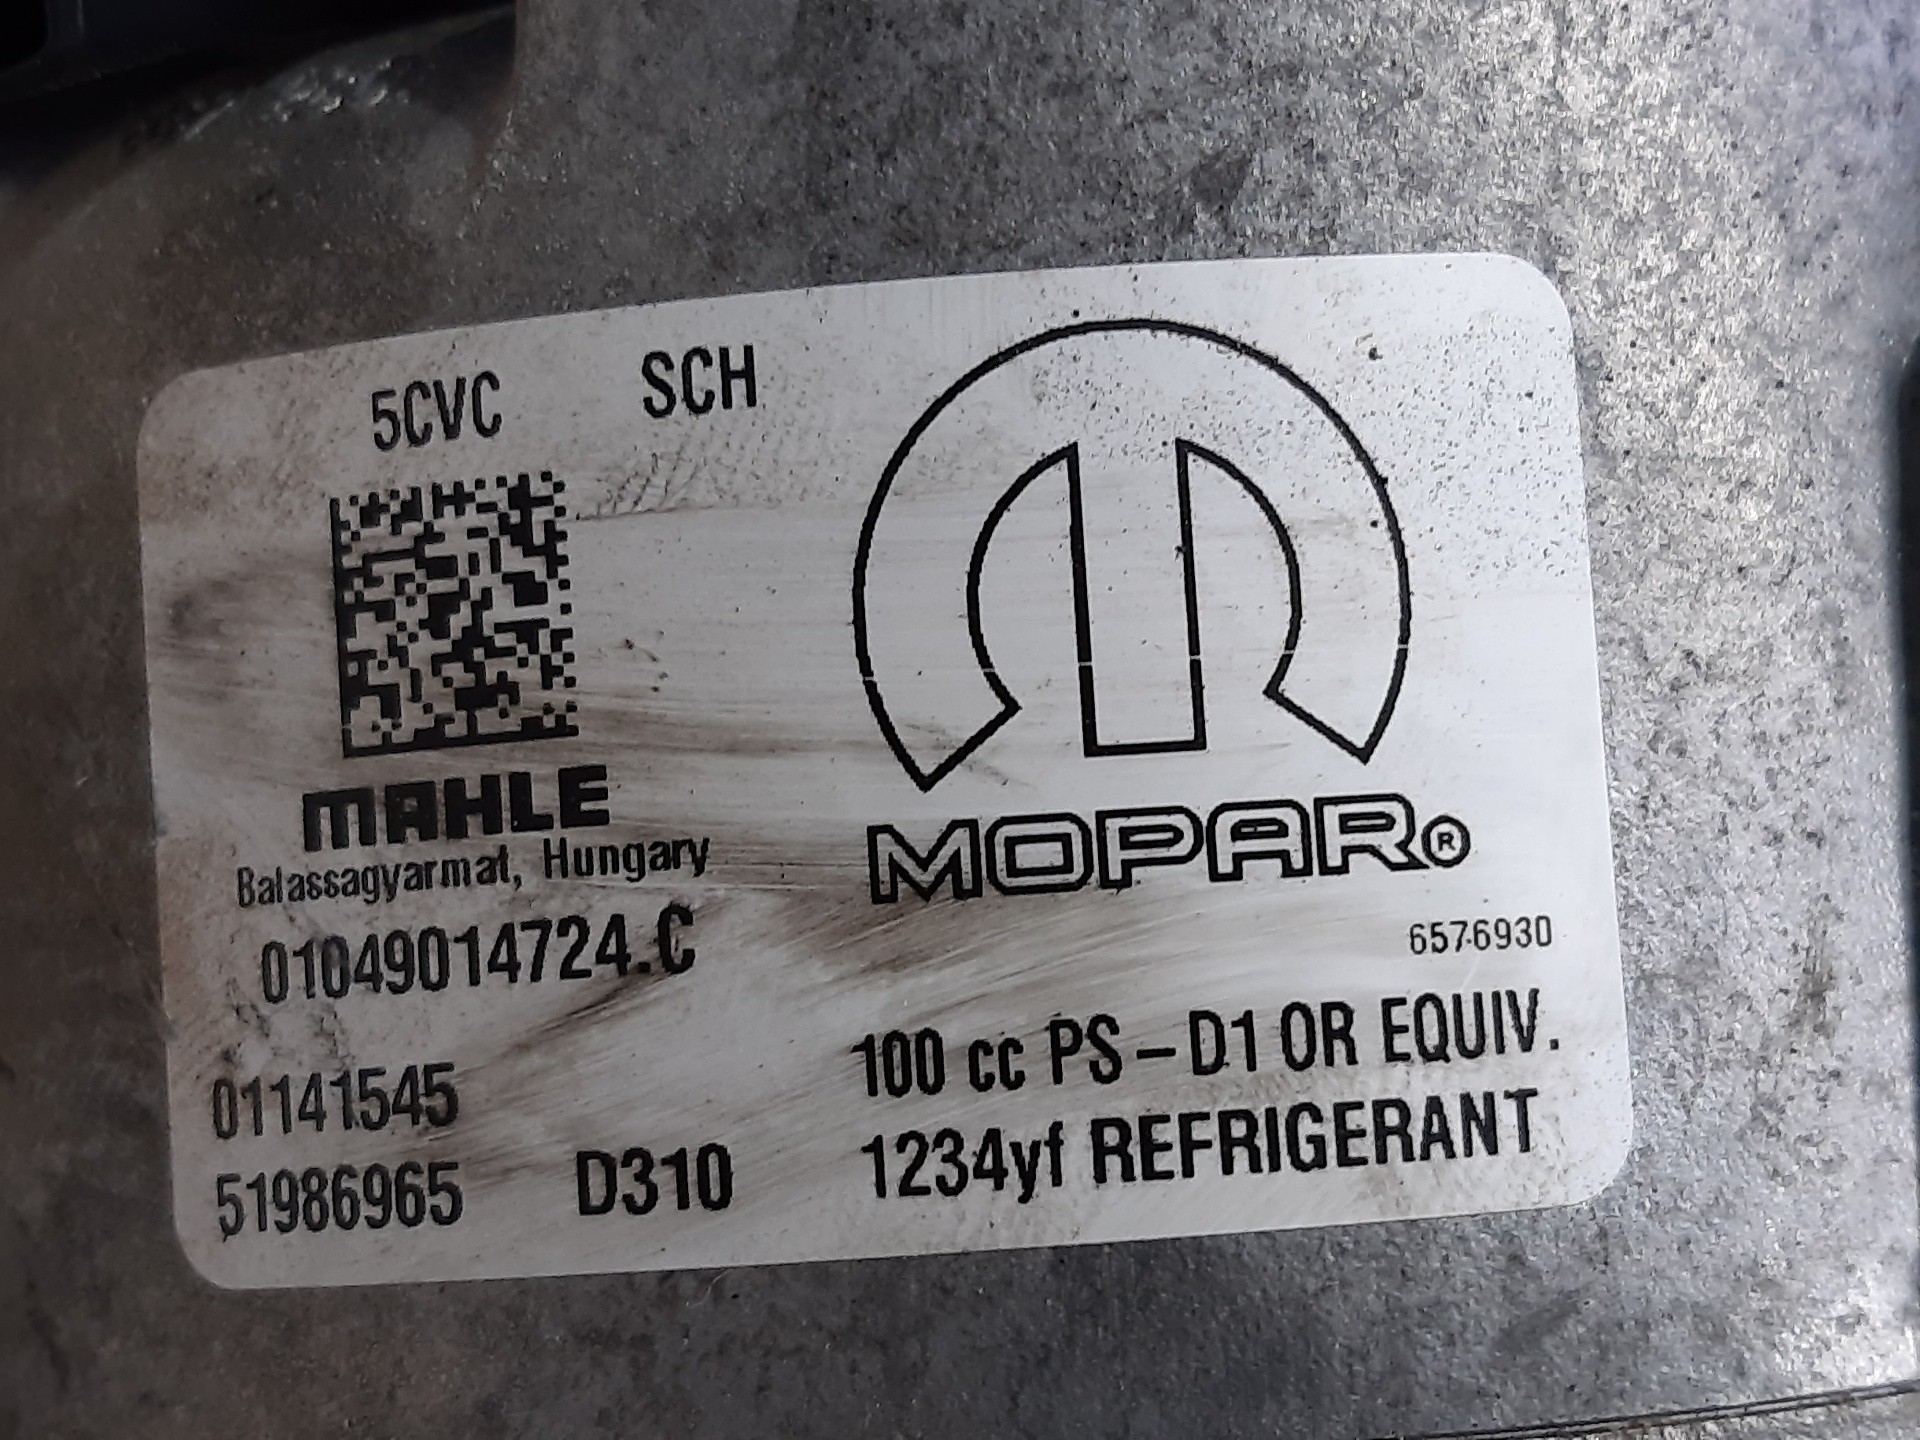 5CVC SCH
MAHLE
Balassagyarmat, Hungary
01049014724.C
01141545
51986965 D310
MOPAR®
6576930
100 cc PS-D1 OR EQUIV.
1234yf REFRIGERANT